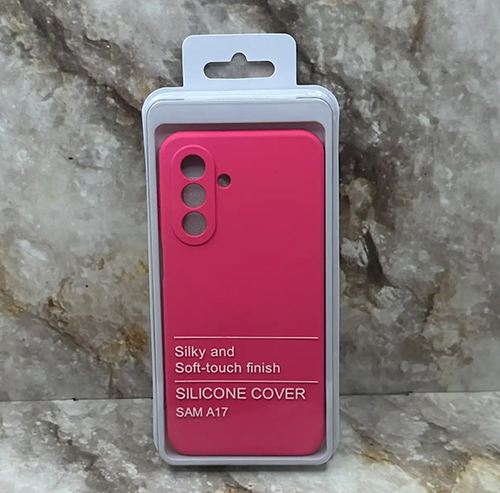 Silky and
Soft-touch finish
SILICONE COVER
SAM A17